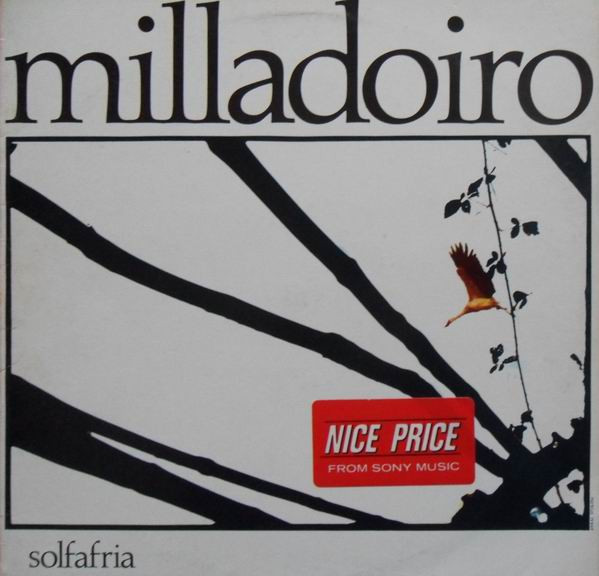 milladoiro
NICE PRICE
FROM SONY MUSIC
solfafria